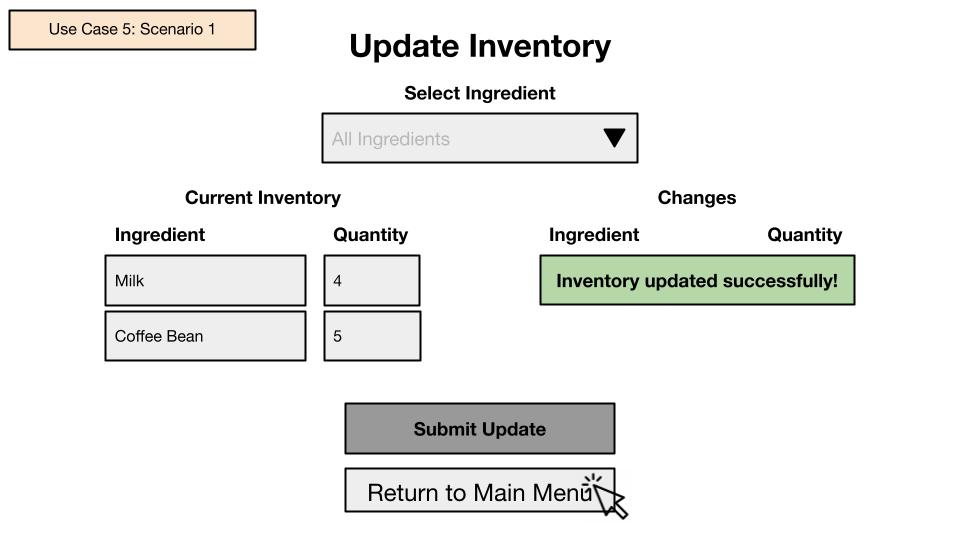 Use Case 5: Scenario 1
Update Inventory
Select Ingredient
All Ingredients
Current Inventory
Changes
Ingredient
Quantity
Ingredient
Quantity
Milk
4
Inventory updated successfully!
Coffee Bean
5
Submit Update
Return to Main Menu